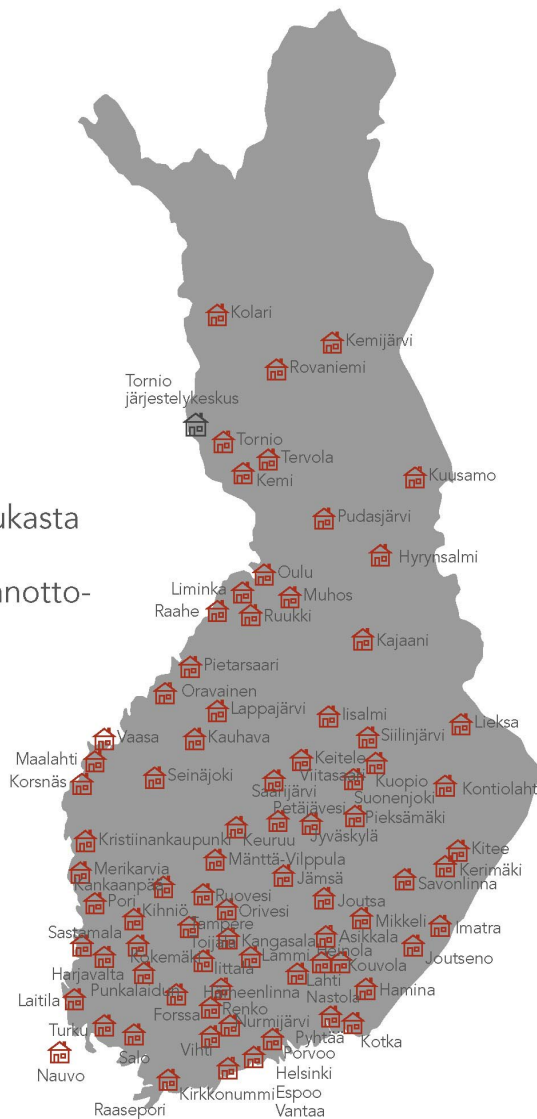 Kolari
Kemijärvi
Rovaniemi
Tornio
järjestelykeskus
Tornio
Tervola
Kemi
Kuusamo
ukasta
Pudasjärvi
Hyrynsalmi
Oulu
Liminka
Muhos
nnotto-
Raahe
Ruukki
Kajaani
Pietarsaari
Oravainen
Lappajärvi
Iisalmi
Lieksa
Vaasa
Kauhava
Siilinjärvi
Maalahti
Keitele
Seinäjoki
Viitasaari
Kuopio
Korsnäs
Saarijärvi
Suonenjoki
Kontiolaht
Petäjävesi
Pieksämäki
Kristiinankaupunki
Keuruu
Jyväskylä
Kitee
Mänttä-Vilppula
Kerimäki
Merikarvia
Jämsä
Savonlinna
Kankaanpää
Ruovesi
Joutsa
Pori
Kihniö
Orivesi
Mikkeli
Imatra
Tampere
Sastamala
Toijala
Kangasala
Asikkala
Joutseno
Kokemäki
Lammi
Heinola
Harjavalta
Iittala
Kouvola
Punkalaidun
Lahti
Hämeenlinna
Nastola
Hamina
Laitila
Forssa
Renko
Nurmijärvi
Turku
Vihti
Pyhtää
Kotka
Salo
Porvoo
Nauvo
Kirkkonummi
Helsinki
Raasepori
Espoo
Vantaa